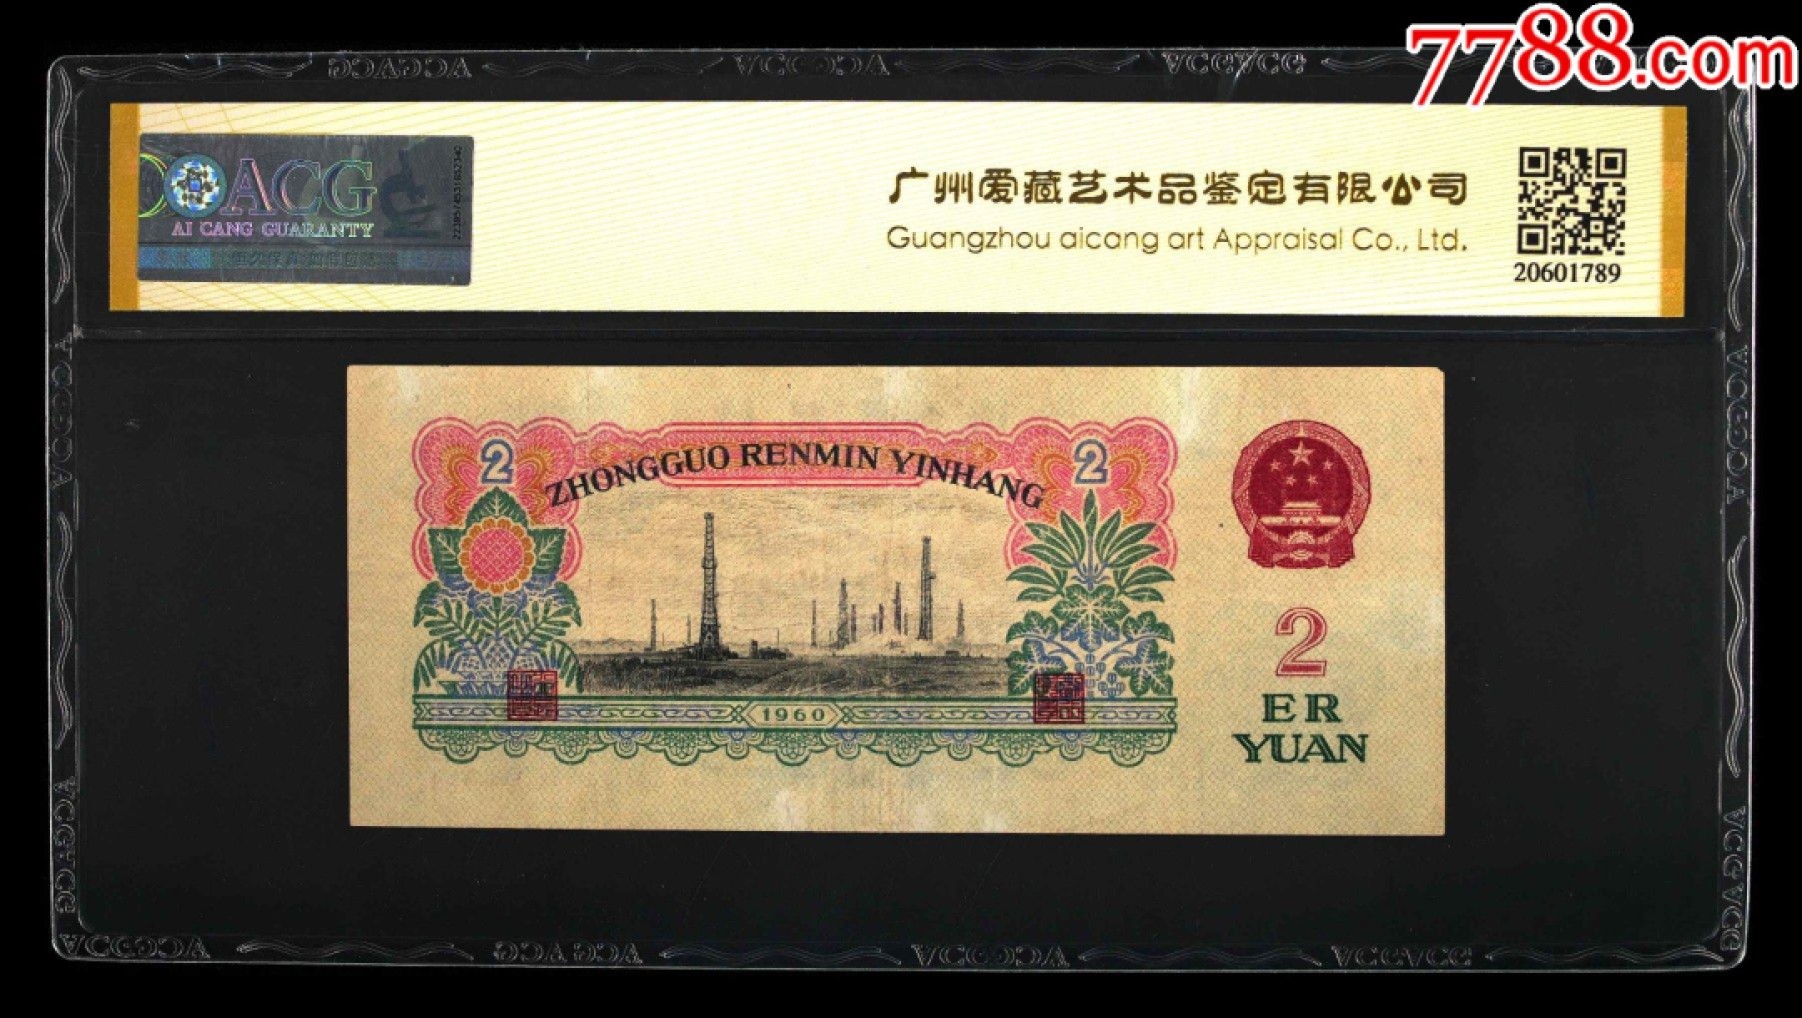 7788.com
ACG
AI CANG GUARANTY
广州爱藏艺术品鉴定有限公司
Guangzhou aicang art Appraisal Co., Ltd.
20601789
2 ZHONGGUO RENMIN YINHANG 2
1960
2
ER
YUAN